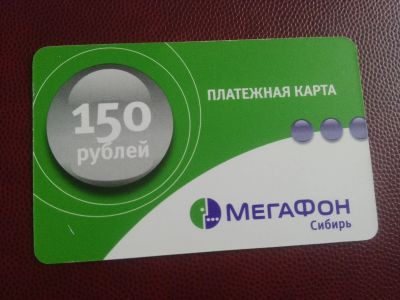 150
рублей
ПЛАТЕЖНАЯ КАРТА
МЕГАФОН
Сибирь